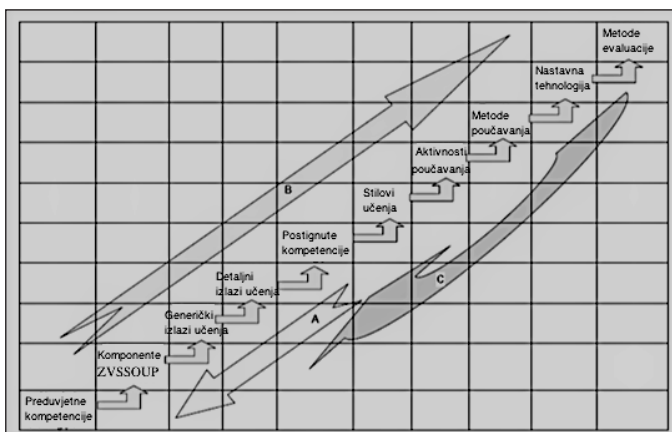 Metode
evaluacije
Nastavna
tehnologija
Metode
poučavanja
Aktivnosti
poučavanja
B
Stilovi
učenja
Postignute
kompetencije
Detaljni
izlazi učenja
C
Generički
izlazi učenja
A
Komponente
ZVSSOUP
Preduvjetne
kompetencije